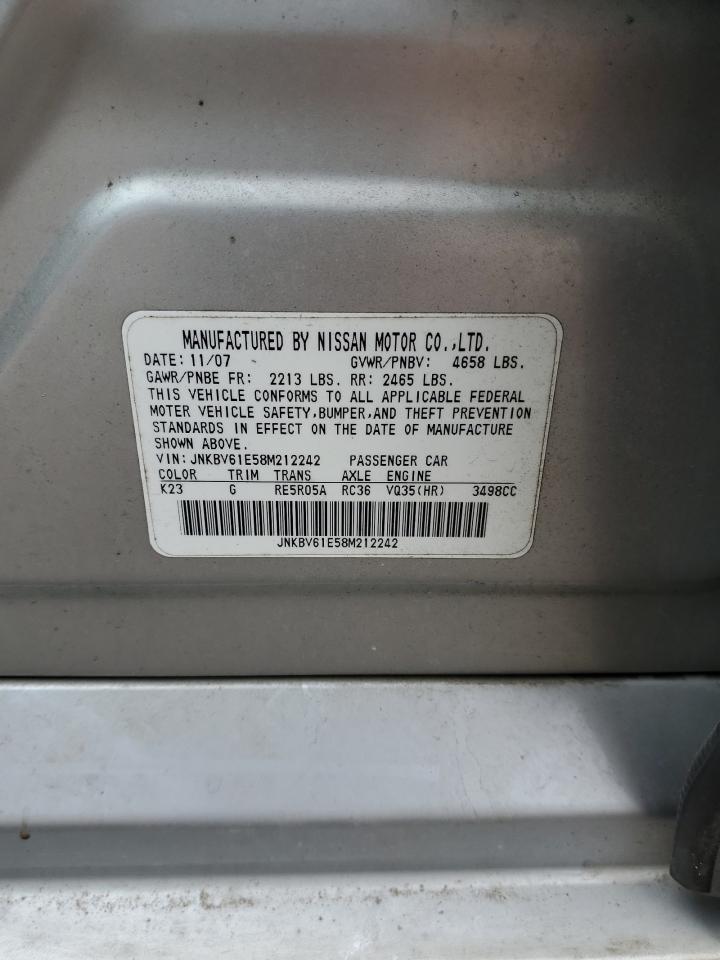 MANUFACTURED BY NISSAN MOTOR CO.,LTD.
DATE: 11/07 GVWR/PNBV: 4658 LBS.
GAWR/PNBE FR: 2213 LBS. RR: 2465 LBS.
THIS VEHICLE CONFORMS TO ALL APPLICABLE FEDERAL
MOTER VEHICLE SAFETY,BUMPER,AND THEFT PREVENTION
STANDARDS IN EFFECT ON THE DATE OF MANUFACTURE
SHOWN ABOVE.
VIN: JNKBV61E58M212242 PASSENGER CAR
COLOR TRIM TRANS AXLE ENGINE
K23 G RE5R05A RC36 VQ35(HR) 3498CC
JNKBV61E58M212242